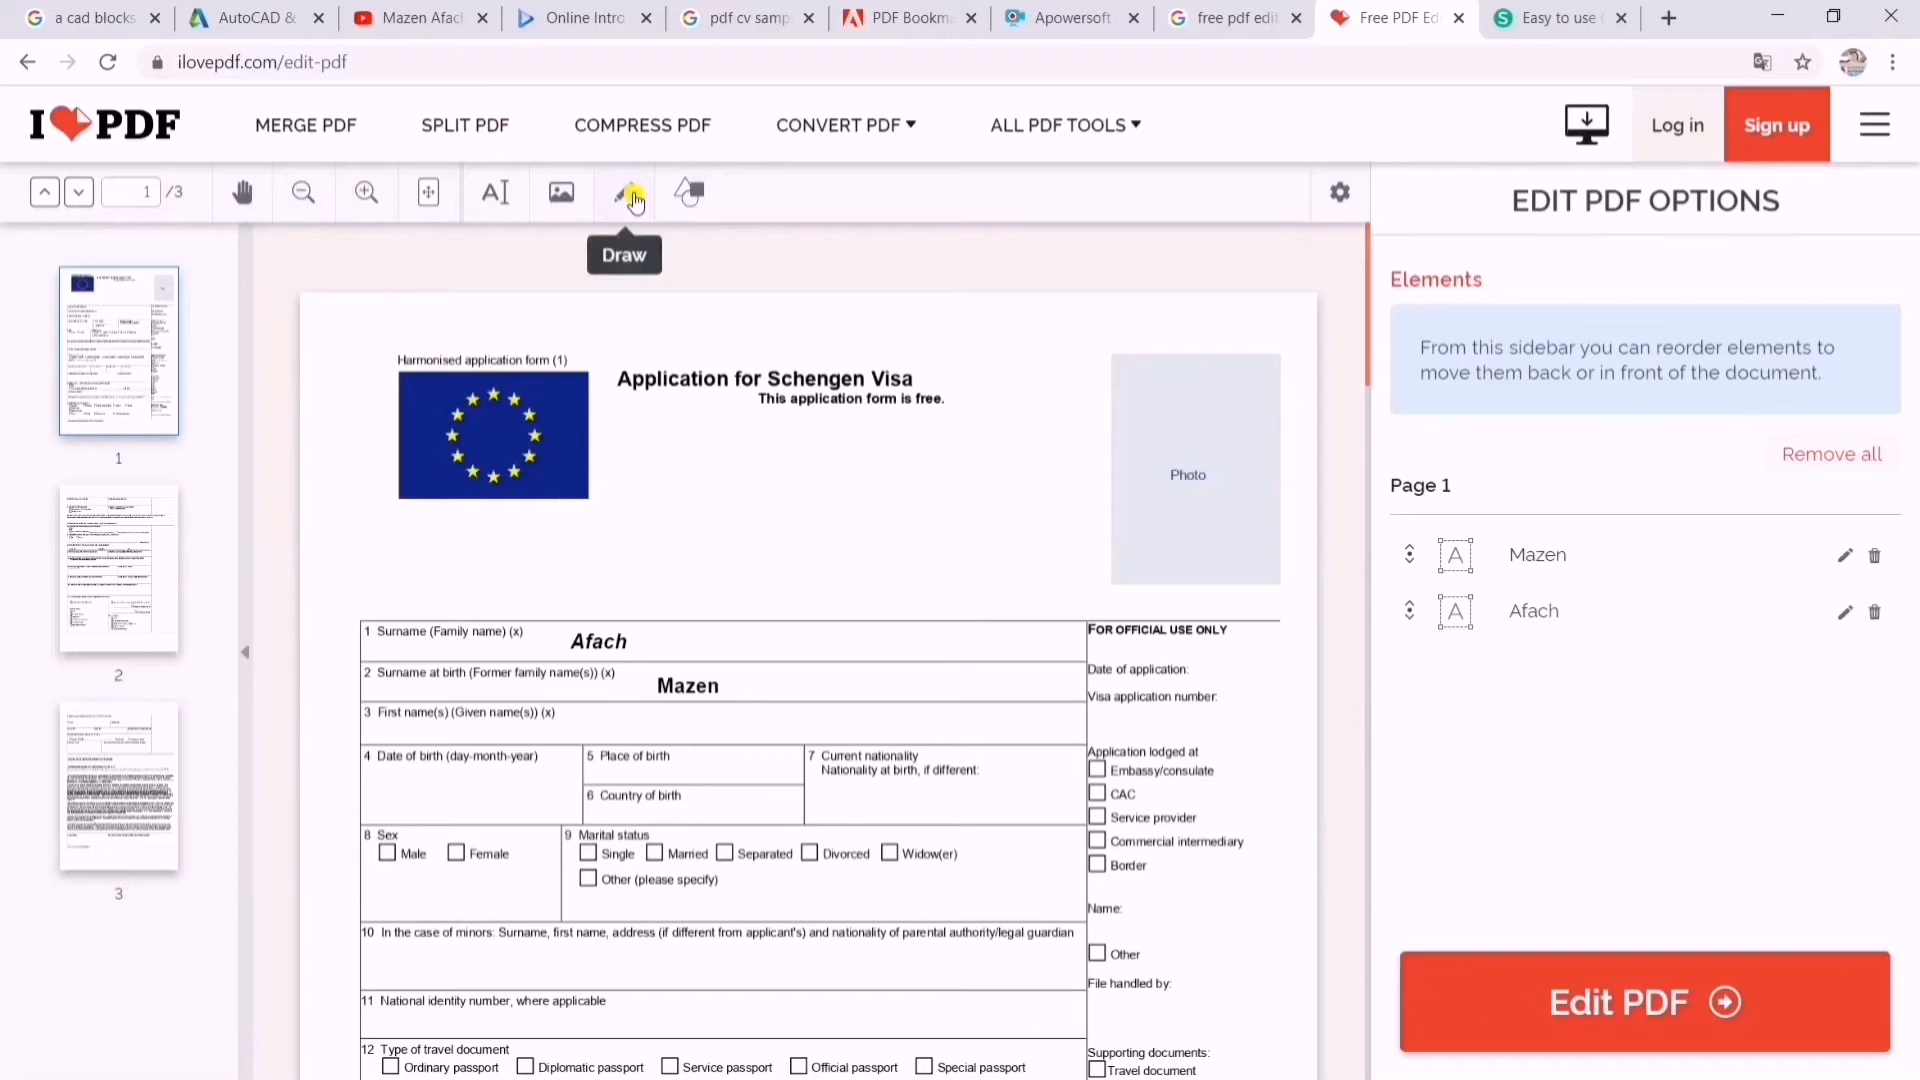 a cad blocks
AutoCAD &
Mazen Afach
Online Intro
pdf cv samp
PDF Bookma
Apowersoft
free pdf edit
Free PDF Ed
Easy to use
ilovepdf.com/edit-pdf
I PDF
MERGE PDF
SPLIT PDF
COMPRESS PDF
CONVERT PDF
ALL PDF TOOLS
Log in
Sign up
1 /3
Draw
EDIT PDF OPTIONS
Elements
From this sidebar you can reorder elements to
move them back or in front of the document.
Remove all
Page 1
A Mazen
A Afach
Edit PDF
1
2
3
Harmonised application form (1)
Application for Schengen Visa
This application form is free.
Photo
1 Surname (Family name) (x)
Afach
2 Surname at birth (Former family name(s)) (x)
Mazen
3 First name(s) (Given name(s)) (x)
4 Date of birth (day-month-year)
5 Place of birth
6 Country of birth
7 Current nationality
Nationality at birth, if different:
8 Sex
Male Female
9 Marital status
Single Married Separated Divorced Widow(er)
Other (please specify)
10 In the case of minors: Surname, first name, address (if different from applicant's) and nationality of parental authority/legal guardian
11 National identity number, where applicable
12 Type of travel document
Ordinary passport Diplomatic passport Service passport Official passport Special passport
FOR OFFICIAL USE ONLY
Date of application:
Visa application number:
Application lodged at
Embassy/consulate
CAC
Service provider
Commercial intermediary
Border
Name:
Other
File handled by:
Supporting documents:
Travel document